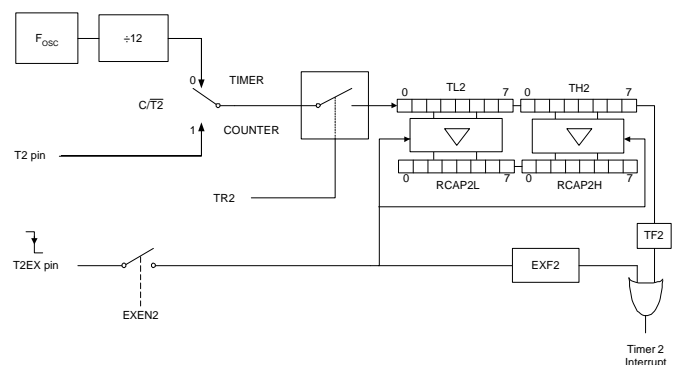 F_OSC
÷12
0
TIMER
C/T2
1
COUNTER
T2 pin
TR2
0 TL2 7
0 TH2 7
0 RCAP2L 7
0 RCAP2H 7
TF2
T2EX pin
EXEN2
EXF2
Timer 2
Interrupt